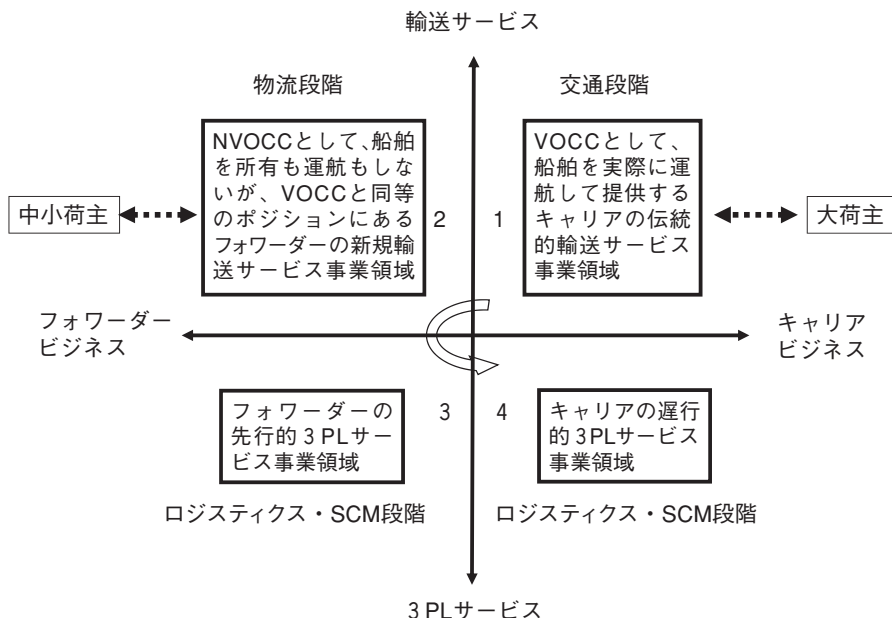 輸送サービス
物流段階
交通段階
NVOCCとして、船舶
を所有も運航もしな
いが、VOCCと同等
のポジションにある
フォワーダーの新規輸
送サービス事業領域
VOCCとして、
船舶を実際に運
航して提供する
キャリアの伝統
的輸送サービス
事業領域
中小荷主
2
1
大荷主
フォワーダー
ビジネス
キャリア
ビジネス
フォワーダーの
先行的3PLサー
ビス事業領域
3
4
キャリアの遅行
的3PLサービス
事業領域
ロジスティクス・SCM段階
ロジスティクス・SCM段階
3PLサービス